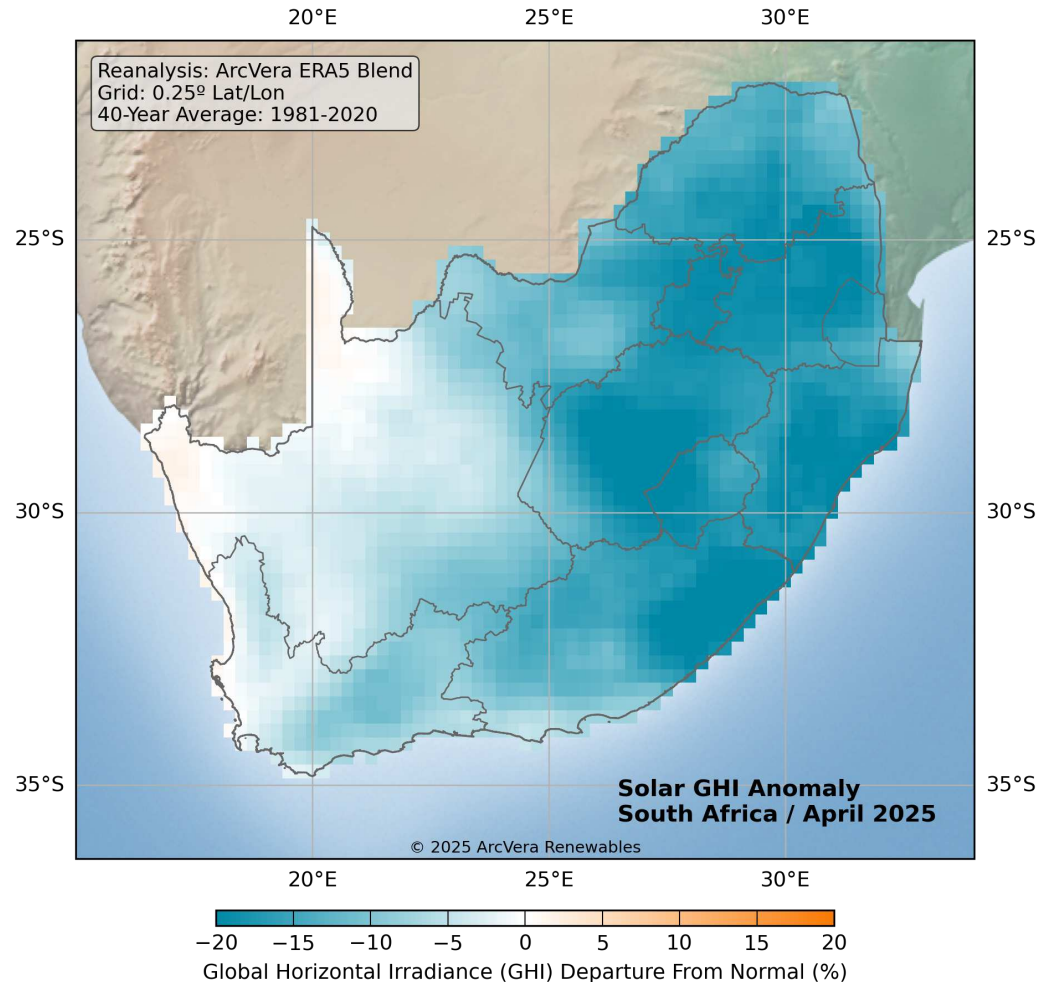 20°E 25°E 30°E
Reanalysis: ArcVera ERA5 Blend
Grid: 0.25º Lat/Lon
40-Year Average: 1981-2020
25°S 25°S
30°S 30°S
35°S 35°S
Solar GHI Anomaly
South Africa / April 2025
© 2025 ArcVera Renewables
20°E 25°E 30°E
−20 −15 −10 −5 0 5 10 15 20
Global Horizontal Irradiance (GHI) Departure From Normal (%)